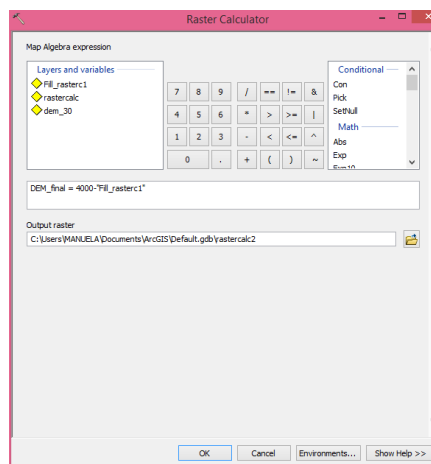 Raster Calculator
Map Algebra expression
Layers and variables
Fill_rasterc1
rastercalc
dem_30
7 8 9 / == != &
4 5 6 * > >= |
1 2 3 - < <= ^
0 . + ( ) ~
Conditional
Con
Pick
SetNull
Math
Abs
Exp
Exp10
DEM_final = 4000-"Fill_rasterc1"
Output raster
C:\Users\MANUELA\Documents\ArcGIS\Default.gdb\rastercalc2
OK Cancel Environments... Show Help >>